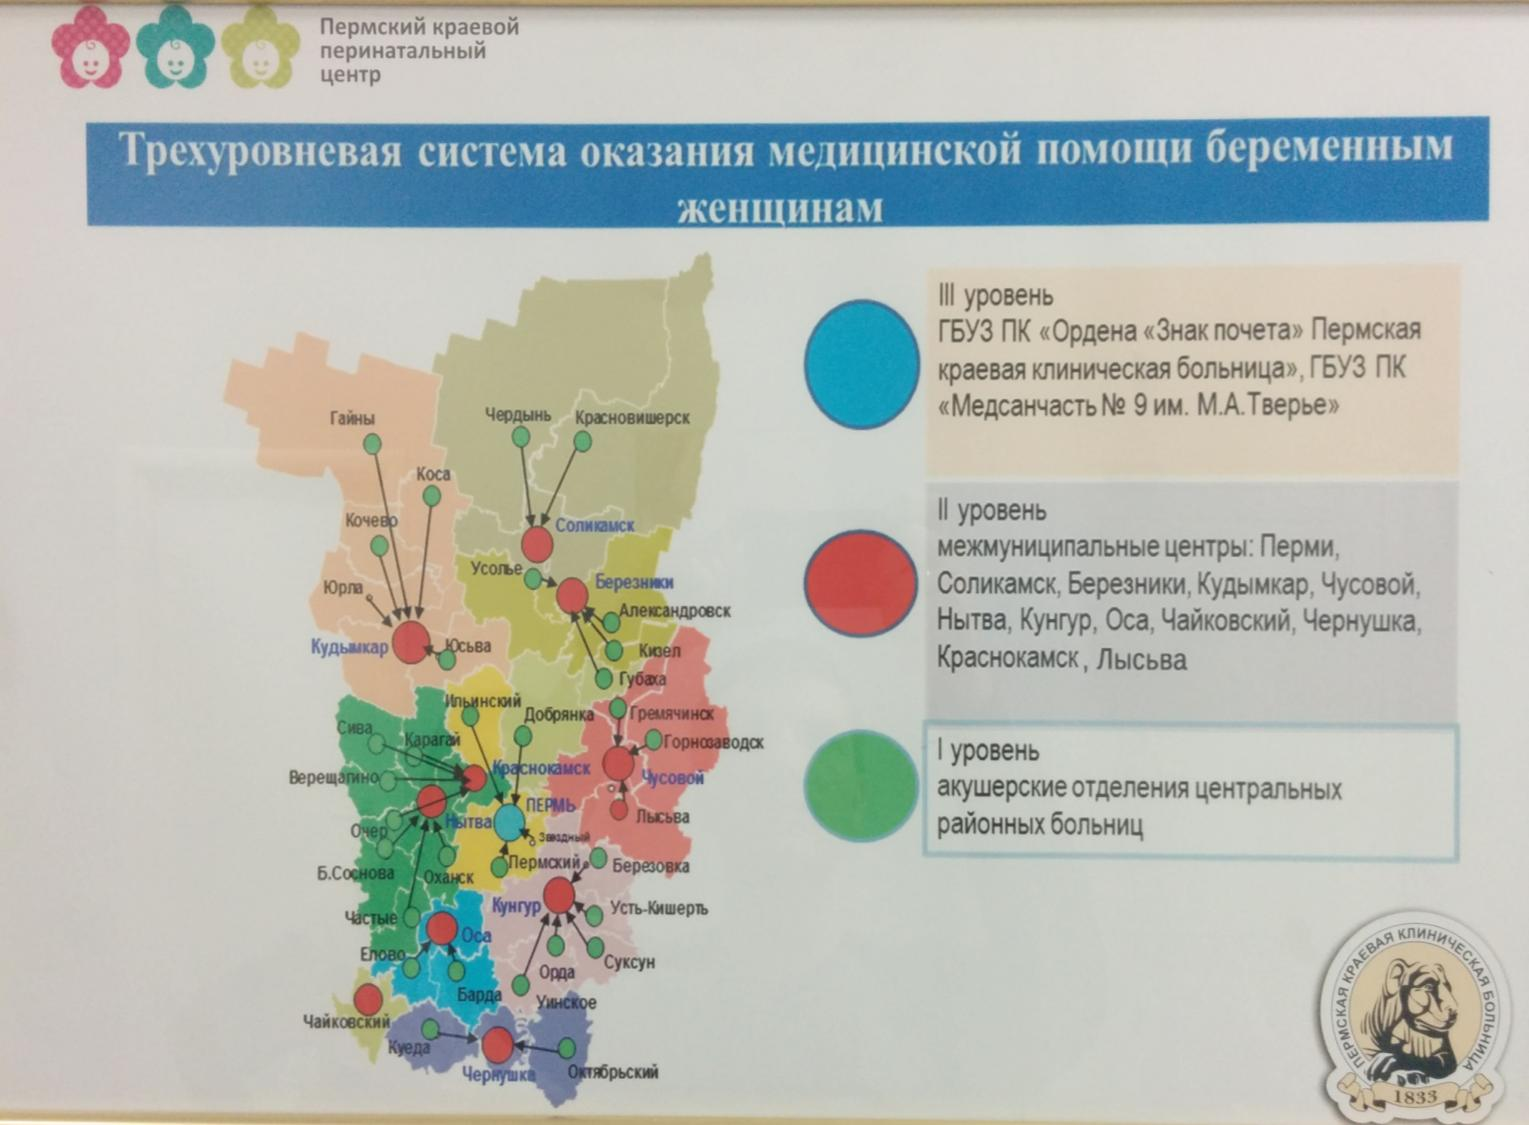 Пермский краевой
перинатальный
центр
Трехуровневая система оказания медицинской помощи беременным
женщинам
III уровень
ГБУЗ ПК «Ордена «Знак почета» Пермская
краевая клиническая больница», ГБУЗ ПК
«Медсанчасть № 9 им. М.А.Тверье»
II уровень
межмуниципальные центры: Перми,
Соликамск, Березники, Кудымкар, Чусовой,
Нытва, Кунгур, Оса, Чайковский, Чернушка,
Краснокамск, Лысьва
I уровень
акушерские отделения центральных
районных больниц
Гайны
Чердынь
Красновишерск
Коса
Кочево
Соликамск
Усолье
Березники
Юрла
Александровск
Кудымкар
Юсьва
Кизел
Губаха
Ильинский
Добрянка
Гремячинск
Сива
Карагай
Горнозаводск
Верещагино
Краснокамск
Чусовой
ПЕРМЬ
Нытва
Лысьва
Очер
Звездный
Пермский
Березовка
Б.Соснова
Оханск
Кунгур
Усть-Кишерть
Частые
Оса
Елово
Суксун
Орда
Барда
Уинское
Чайковский
Куеда
Чернушка
Октябрьский
ПЕРМСКАЯ КРАЕВАЯ КЛИНИЧЕСКАЯ БОЛЬНИЦА
1833